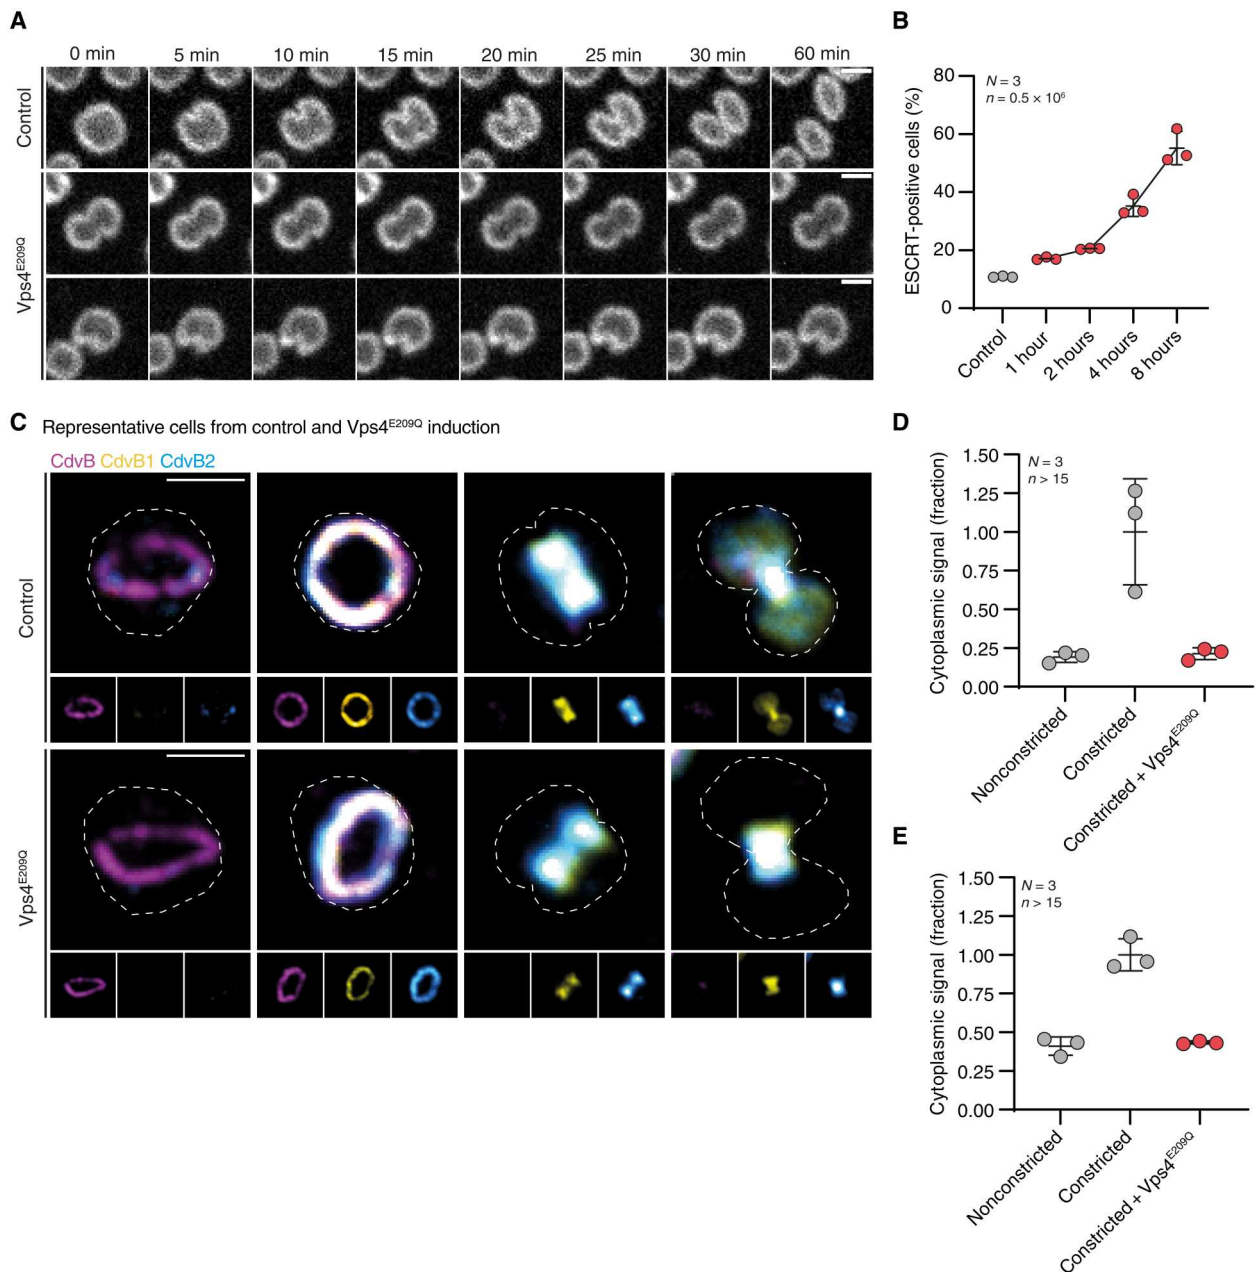 A
0 min 5 min 10 min 15 min 20 min 25 min 30 min 60 min
Control
Vps4E209Q
B
ESCRT-positive cells (%)
80
60
40
20
0
N = 3
n = 0.5 × 10⁶
Control
1 hour
2 hours
4 hours
8 hours
C Representative cells from control and Vps4E209Q induction
CdvB CdvB1 CdvB2
Control
Vps4E209Q
D
Cytoplasmic signal (fraction)
1.50
1.25
1.00
0.75
0.50
0.25
0.00
N = 3
n > 15
Nonconstricted
Constricted
Constricted + Vps4E209Q
E
Cytoplasmic signal (fraction)
1.50
1.25
1.00
0.75
0.50
0.25
0.00
N = 3
n > 15
Nonconstricted
Constricted
Constricted + Vps4E209Q